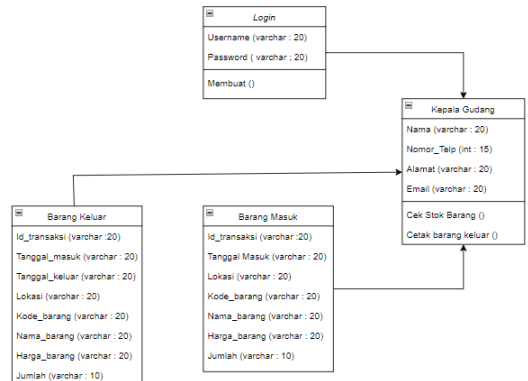 Login
Username (varchar : 20)
Password ( varchar ; 20)
Membuat ()
Kepala Gudang
Nama (varchar : 20)
Nomor_Telp (int : 15)
Alamat (varchar : 20)
Email (varchar : 20)
Cek Stok Barang ()
Cetak barang keluar ()
Barang Keluar
Id_transaksi (varchar :20)
Tanggal_masuk (varchar : 20)
Tanggal_keluar (varchar : 20)
Lokasi (varchar : 20)
Kode_barang (varchar : 20)
Nama_barang (varchar : 20)
Harga_barang (varchar : 20)
Jumlah (varchar : 10)
Barang Masuk
Id_transaksi (varchar :20)
Tanggal Masuk (varchar : 20)
Lokasi (varchar : 20)
Kode_barang (varchar : 20)
Nama_barang (varchar : 20)
Harga_barang (varchar : 20)
Jumlah (varchar : 10)